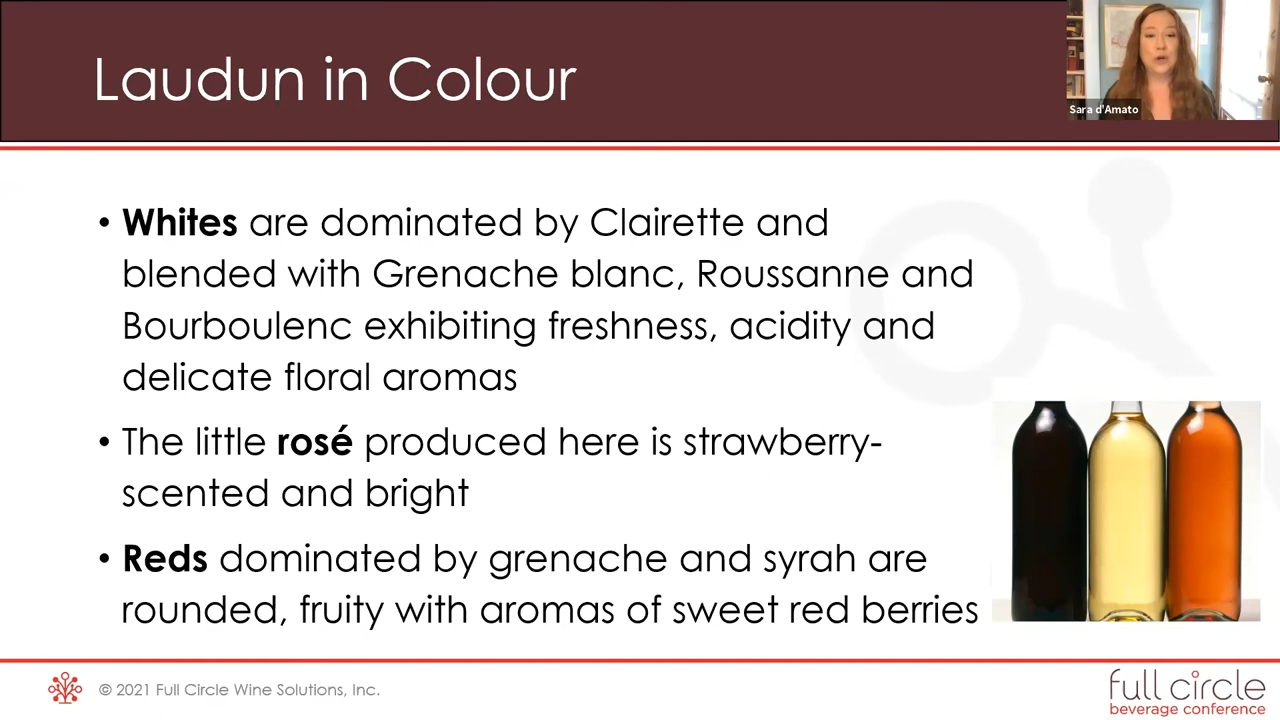 Laudun in Colour
Sara d'Amato
• Whites are dominated by Clairette and
blended with Grenache blanc, Roussanne and
Bourboulenc exhibiting freshness, acidity and
delicate floral aromas
• The little rosé produced here is strawberry-
scented and bright
• Reds dominated by grenache and syrah are
rounded, fruity with aromas of sweet red berries
© 2021 Full Circle Wine Solutions, Inc.
full circle
beverage conference